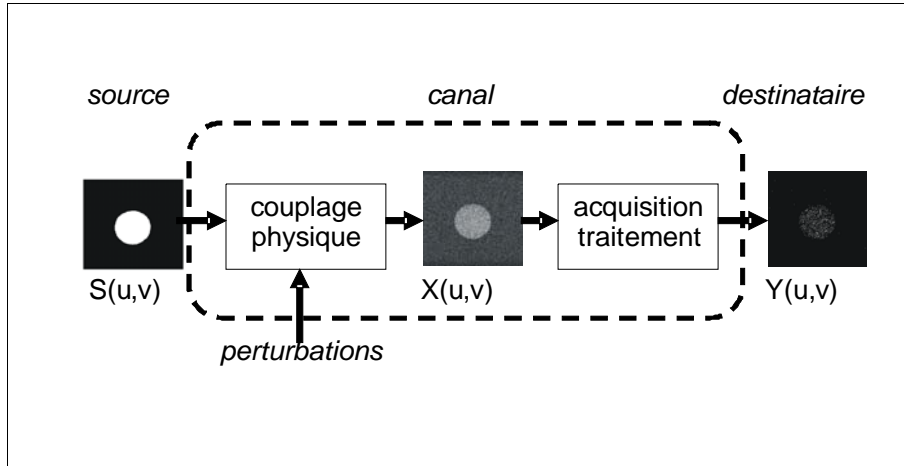 source
canal
destinataire
couplage
physique
acquisition
traitement
S(u,v)
X(u,v)
Y(u,v)
perturbations